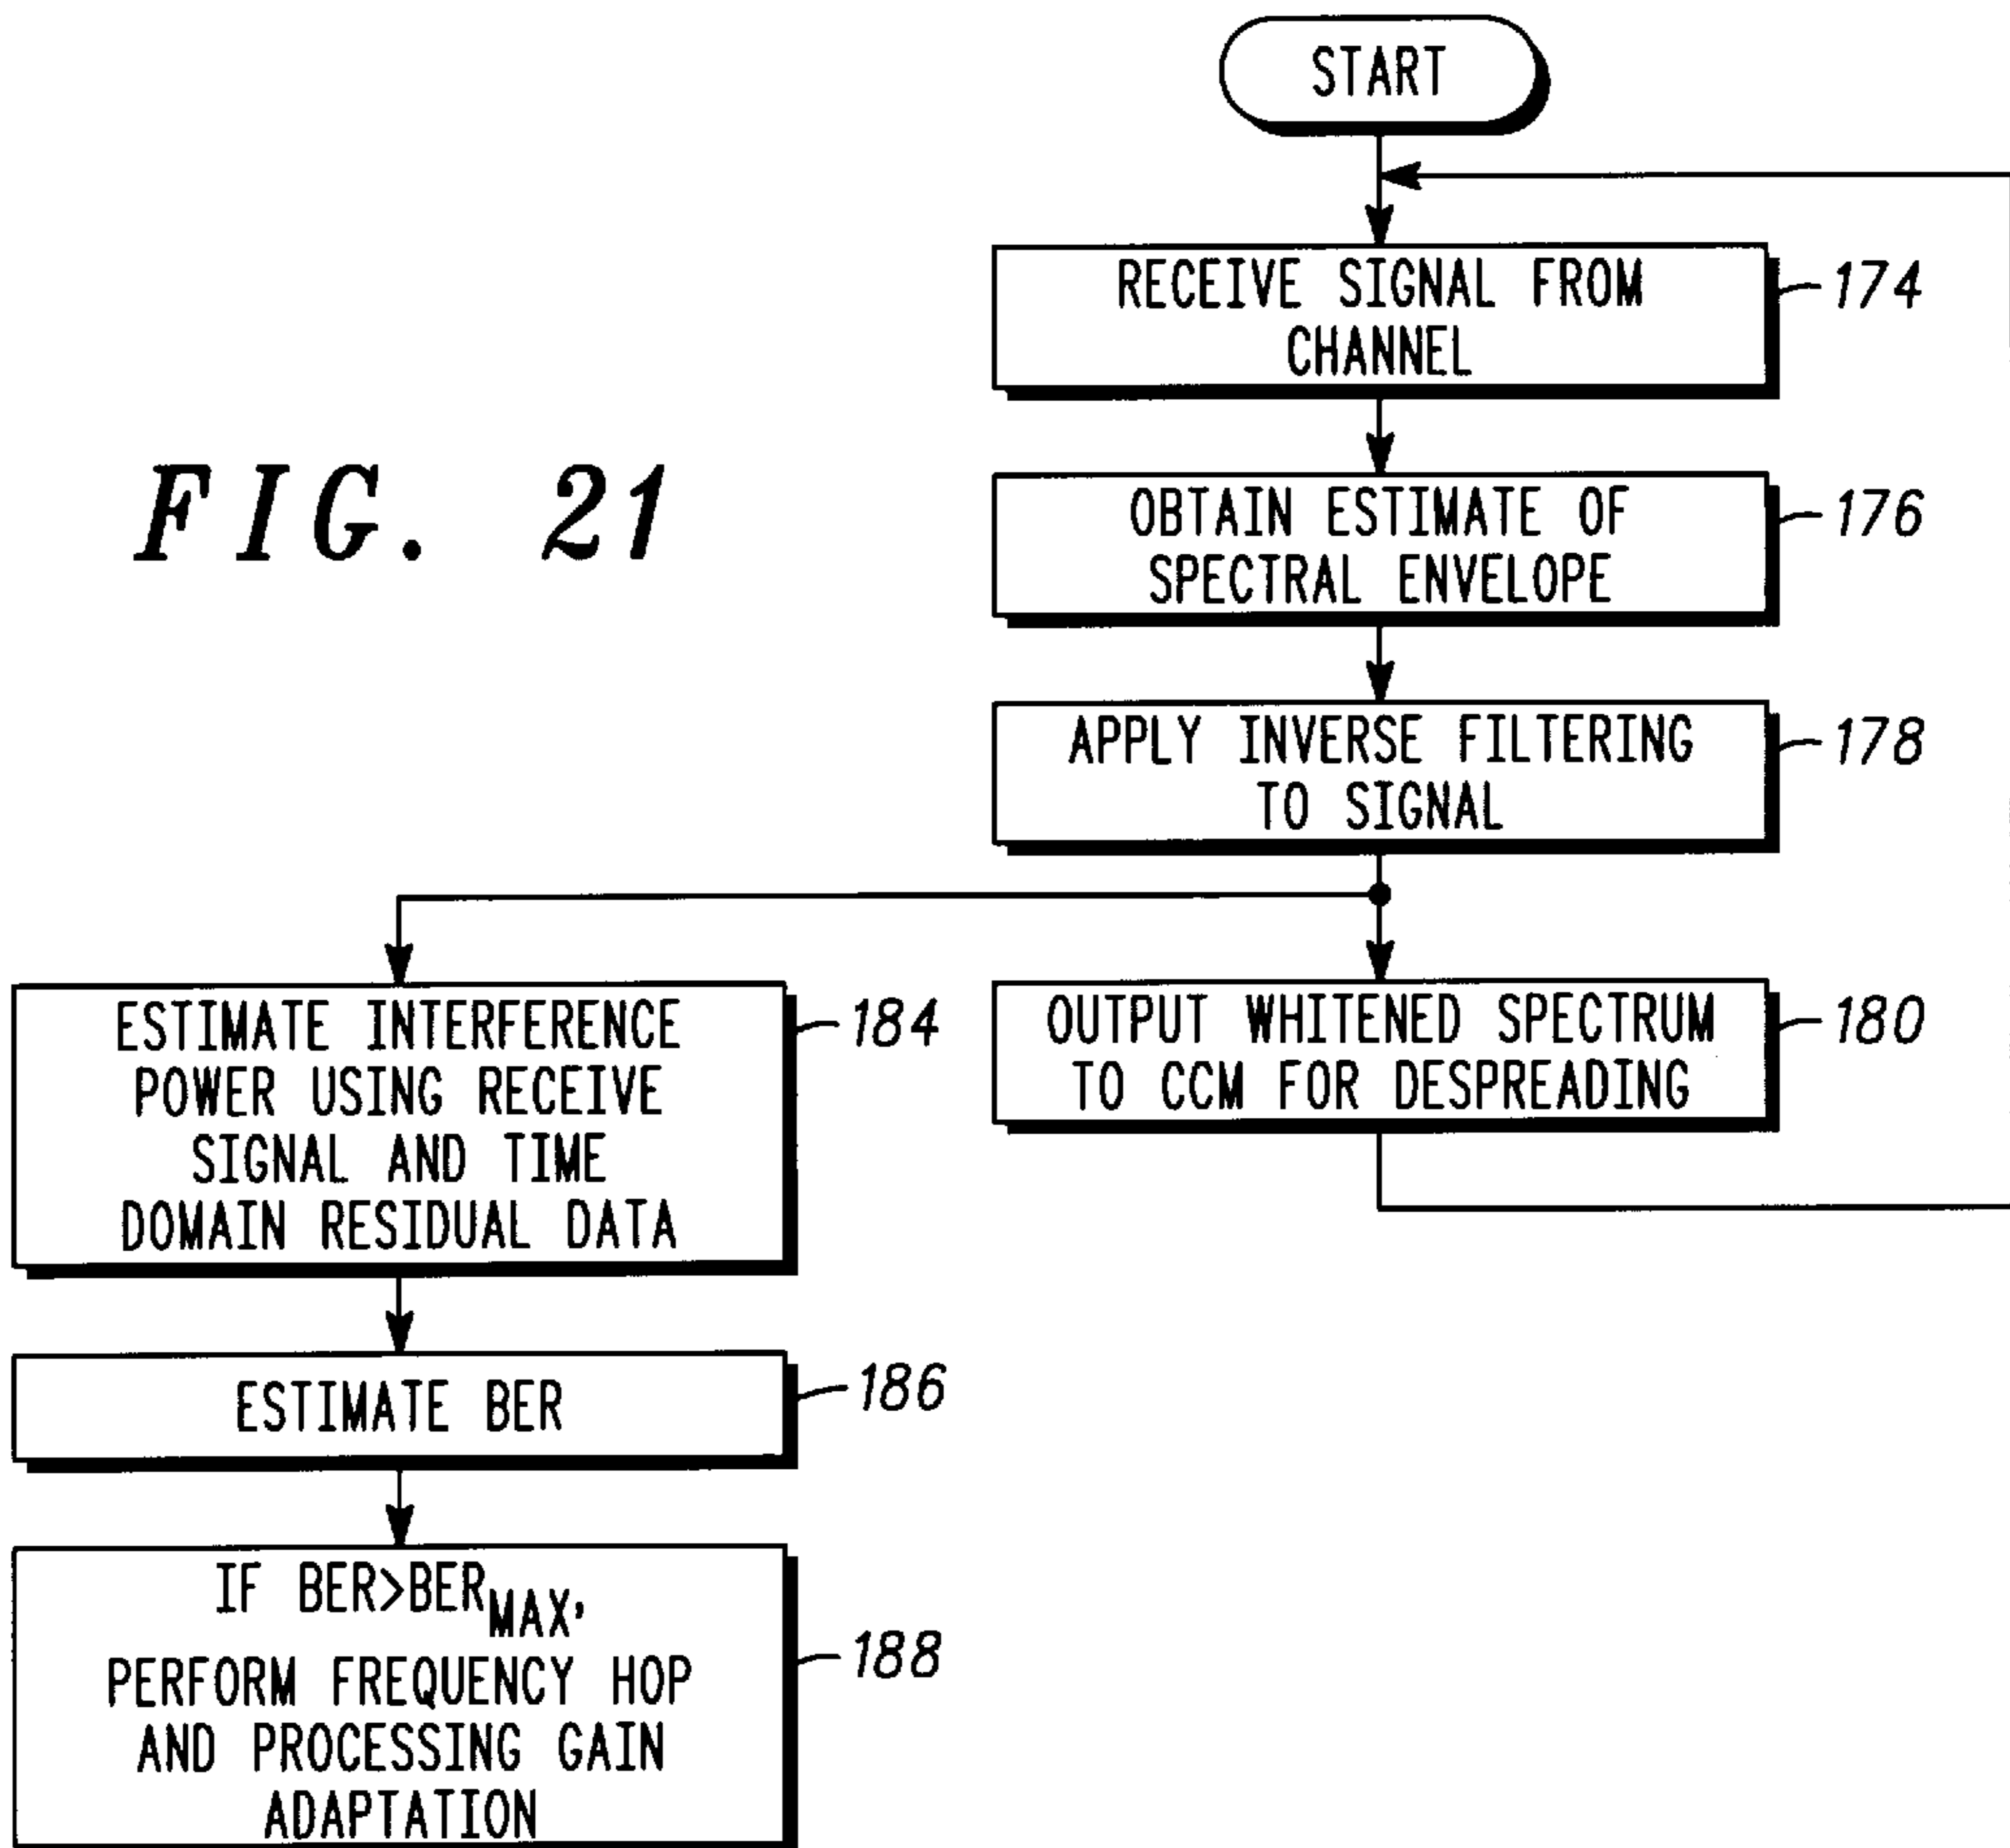 START
RECEIVE SIGNAL FROM
CHANNEL
174
FIG. 21
OBTAIN ESTIMATE OF
SPECTRAL ENVELOPE
176
APPLY INVERSE FILTERING
TO SIGNAL
178
ESTIMATE INTERFERENCE
POWER USING RECEIVE
SIGNAL AND TIME
DOMAIN RESIDUAL DATA
184
OUTPUT WHITENED SPECTRUM
TO CCM FOR DESPREADING
180
ESTIMATE BER
186
IF BER>BERMAX,
PERFORM FREQUENCY HOP
AND PROCESSING GAIN
ADAPTATION
188